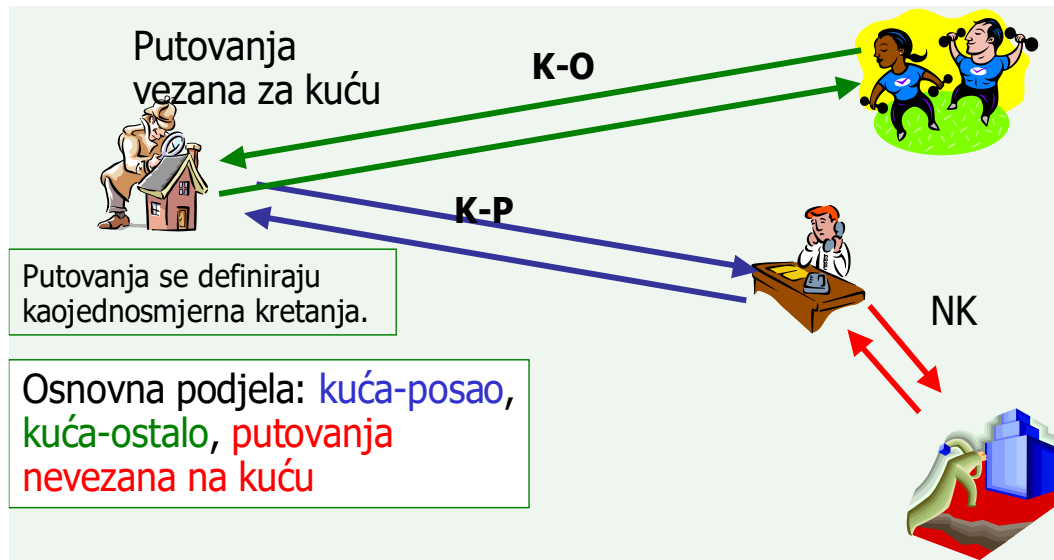 Putovanja
vezana za kuću
K-O
K-P
Putovanja se definiraju
kaojednosmjerna kretanja.
NK
Osnovna podjela: kuća-posao,
kuća-ostalo, putovanja
nevezana na kuću